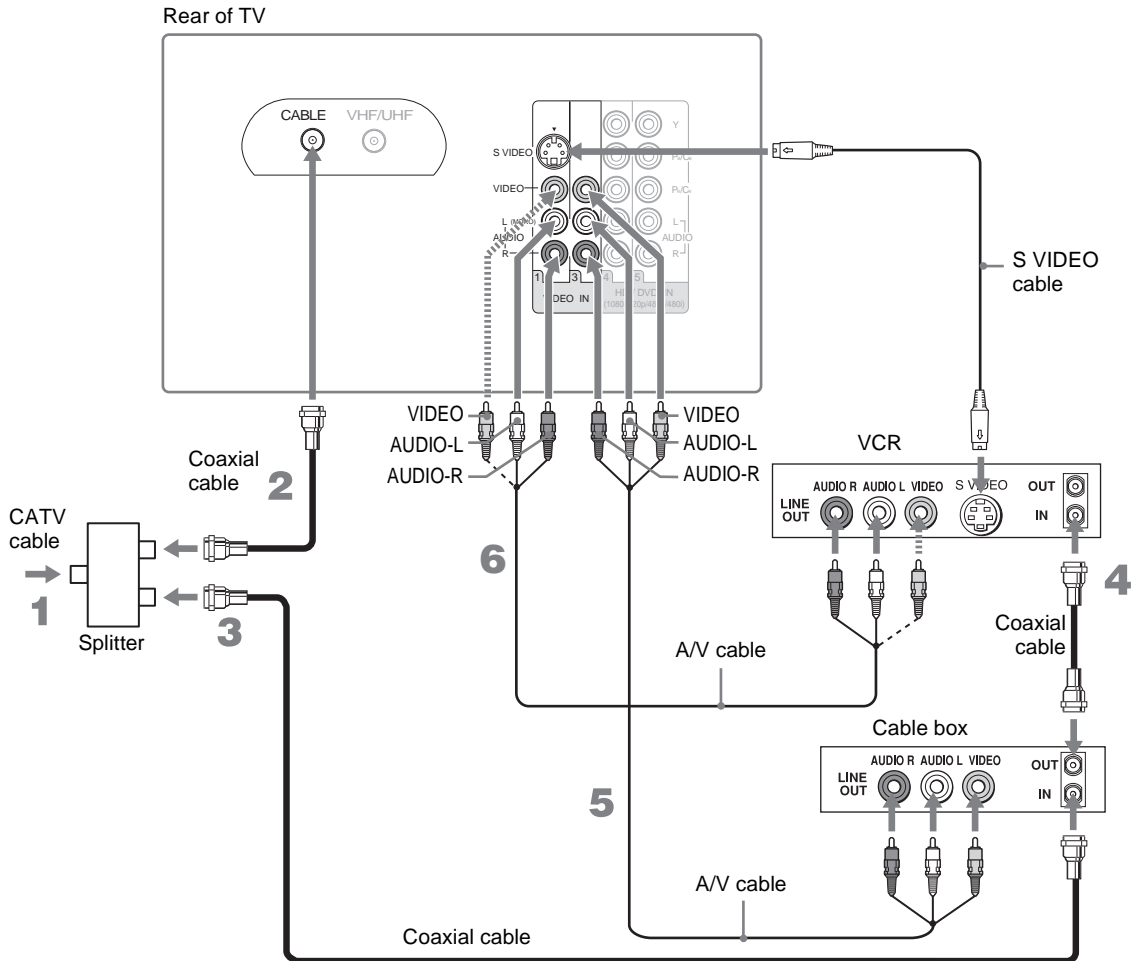 Rear of TV
CABLE VHF/UHF
S VIDEO
VIDEO
L (MONO)
AUDIO
R
Y
L
AUDIO
R
1 3 4 5
VIDEO IN
VIDEO
AUDIO-L
AUDIO-R
VIDEO
AUDIO-L
AUDIO-R
S VIDEO
cable
Coaxial
cable
2
CATV
cable
1
Splitter
3
VCR
AUDIO R AUDIO L VIDEO S VIDEO
LINE
OUT
OUT
IN
4
Coaxial
cable
6
A/V cable
Cable box
AUDIO R AUDIO L VIDEO
LINE
OUT
OUT
IN
5
A/V cable
Coaxial cable